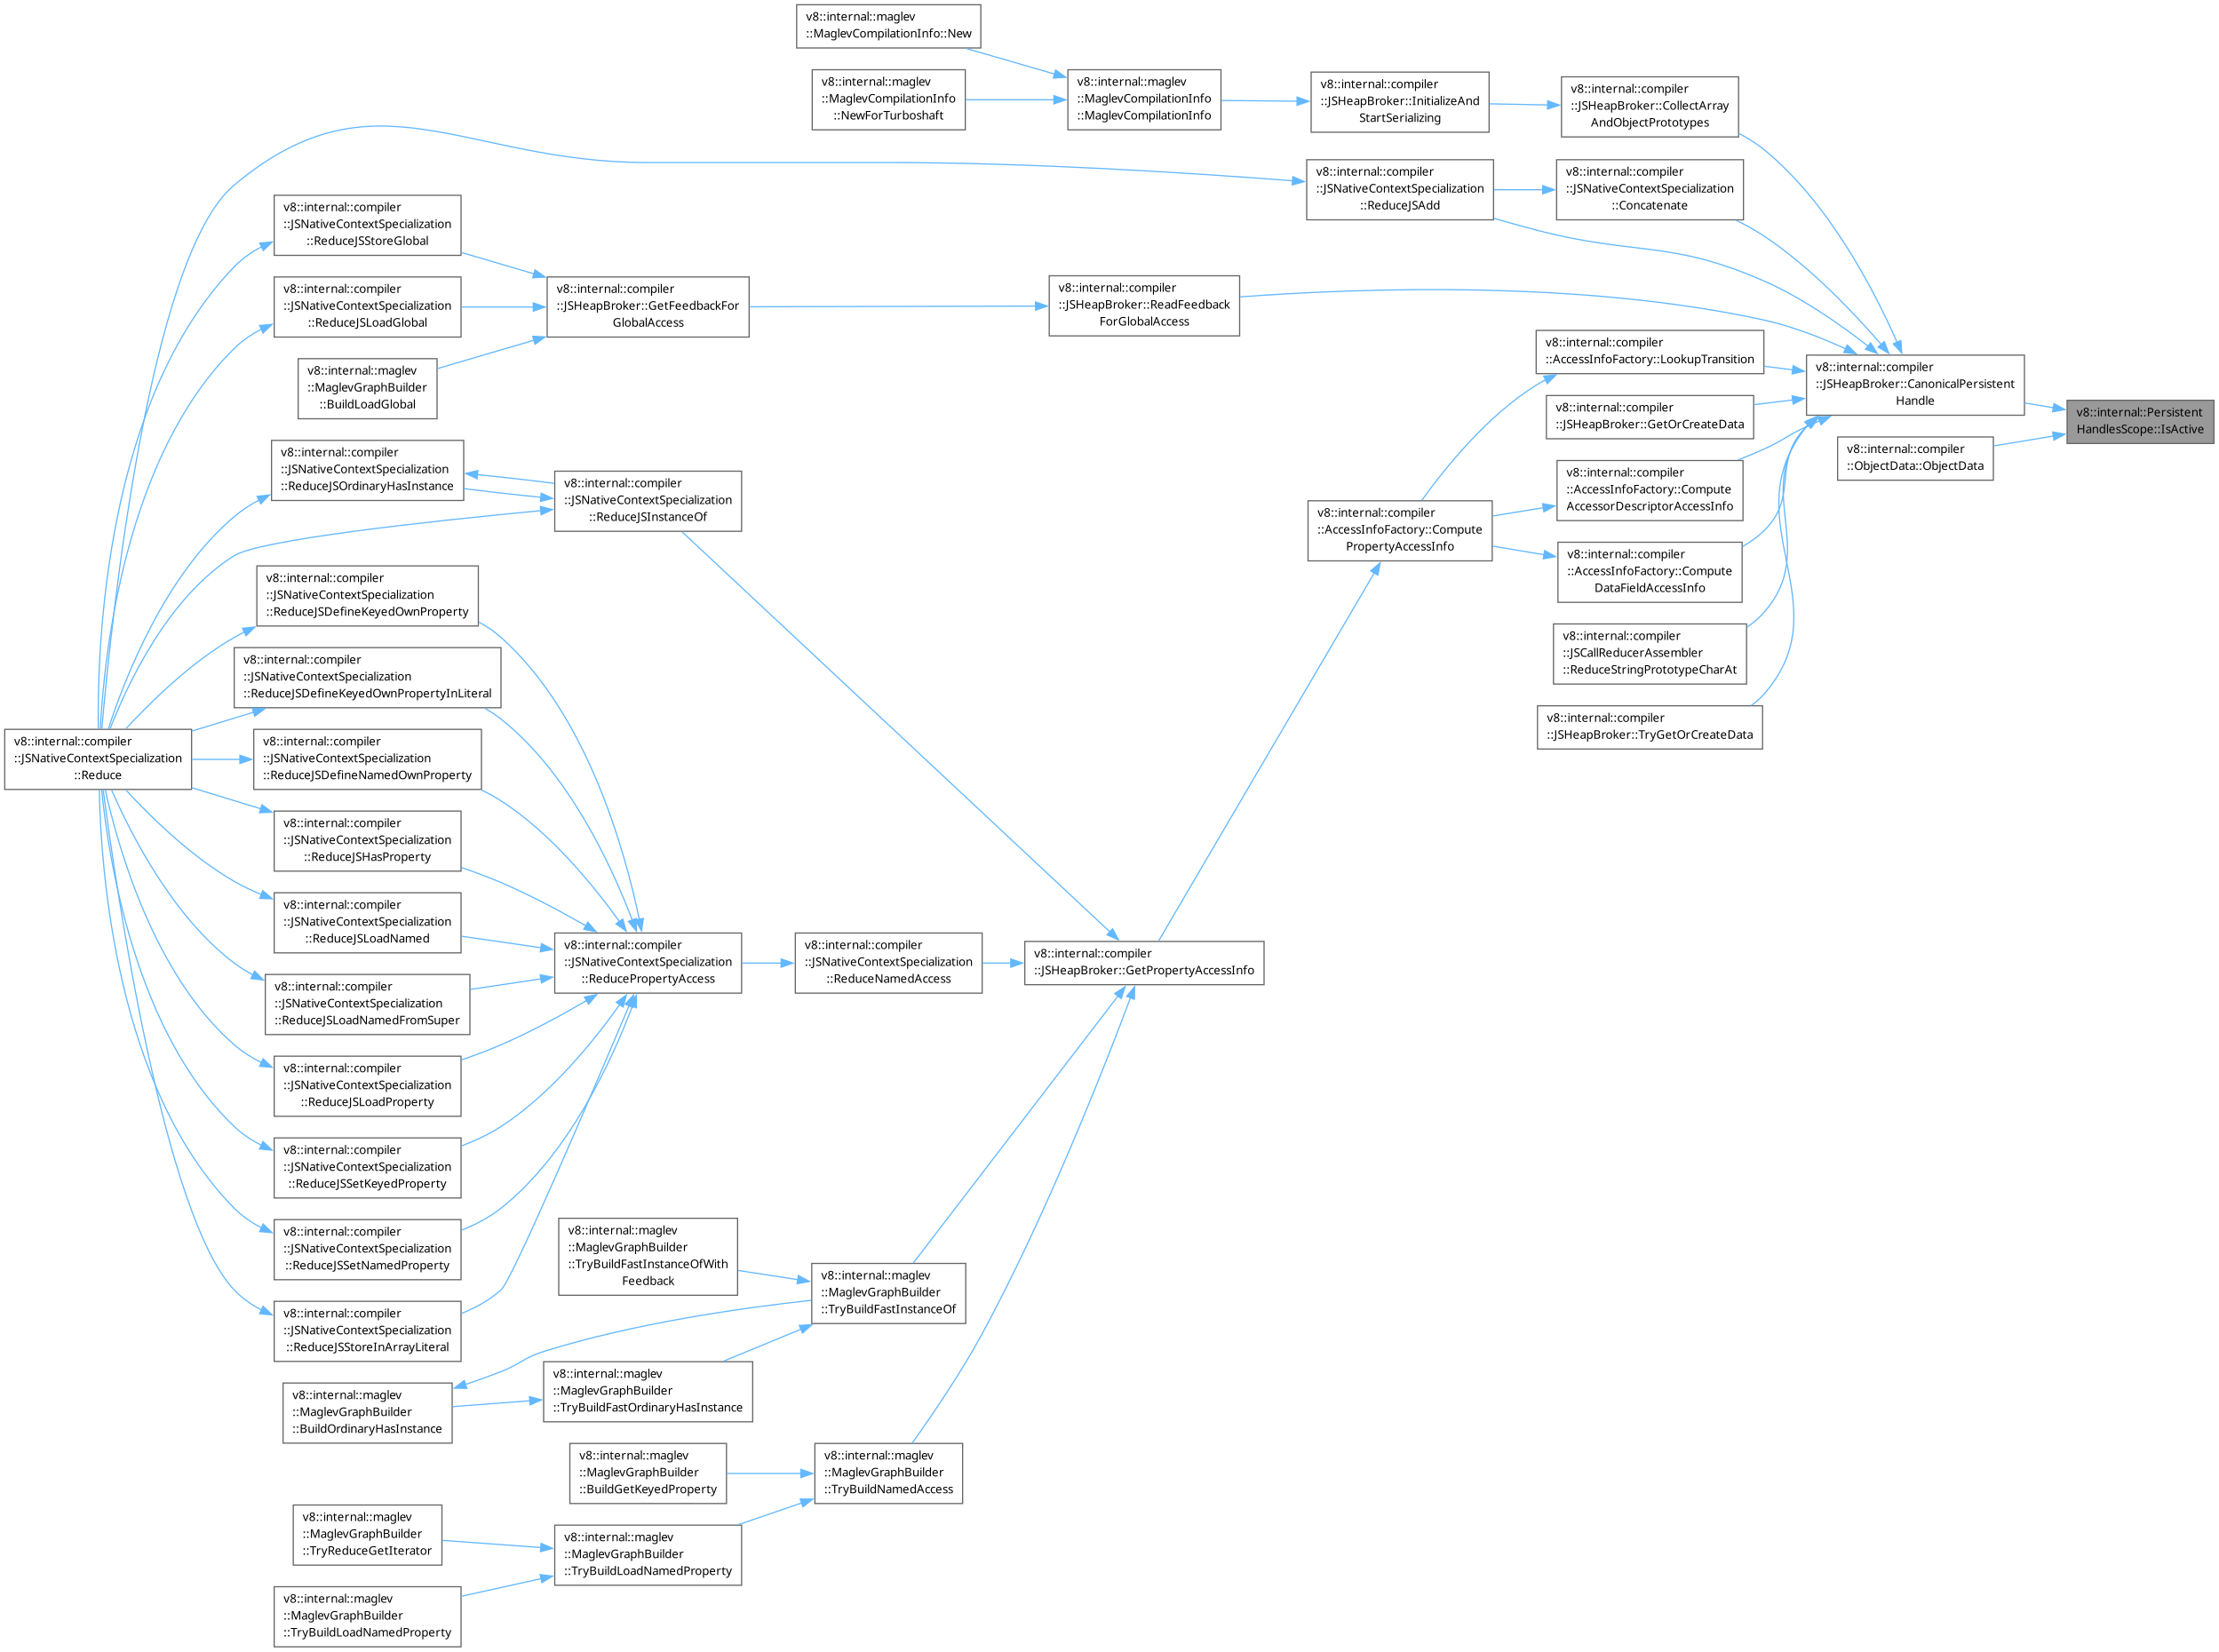 v8::internal::maglev
::MaglevCompilationInfo::New
v8::internal::maglev
::MaglevCompilationInfo
::NewForTurboshaft
v8::internal::maglev
::MaglevCompilationInfo
::MaglevCompilationInfo
v8::internal::compiler
::JSHeapBroker::InitializeAnd
StartSerializing
v8::internal::compiler
::JSHeapBroker::CollectArray
AndObjectPrototypes
v8::internal::compiler
::JSNativeContextSpecialization
::ReduceJSAdd
v8::internal::compiler
::JSNativeContextSpecialization
::Concatenate
v8::internal::compiler
::JSNativeContextSpecialization
::ReduceJSStoreGlobal
v8::internal::compiler
::JSNativeContextSpecialization
::ReduceJSLoadGlobal
v8::internal::compiler
::JSHeapBroker::GetFeedbackFor
GlobalAccess
v8::internal::compiler
::JSHeapBroker::ReadFeedback
ForGlobalAccess
v8::internal::maglev
::MaglevGraphBuilder
::BuildLoadGlobal
v8::internal::compiler
::AccessInfoFactory::LookupTransition
v8::internal::compiler
::JSHeapBroker::CanonicalPersistent
Handle
v8::internal::Persistent
HandlesScope::IsActive
v8::internal::compiler
::JSHeapBroker::GetOrCreateData
v8::internal::compiler
::ObjectData::ObjectData
v8::internal::compiler
::JSNativeContextSpecialization
::ReduceJSOrdinaryHasInstance
v8::internal::compiler
::JSNativeContextSpecialization
::ReduceJSInstanceOf
v8::internal::compiler
::AccessInfoFactory::Compute
AccessorDescriptorAccessInfo
v8::internal::compiler
::AccessInfoFactory::Compute
PropertyAccessInfo
v8::internal::compiler
::AccessInfoFactory::Compute
DataFieldAccessInfo
v8::internal::compiler
::JSNativeContextSpecialization
::ReduceJSDefineKeyedOwnProperty
v8::internal::compiler
::JSCallReducerAssembler
::ReduceStringPrototypeCharAt
v8::internal::compiler
::JSNativeContextSpecialization
::ReduceJSDefineKeyedOwnPropertyInLiteral
v8::internal::compiler
::JSHeapBroker::TryGetOrCreateData
v8::internal::compiler
::JSNativeContextSpecialization
::Reduce
v8::internal::compiler
::JSNativeContextSpecialization
::ReduceJSDefineNamedOwnProperty
v8::internal::compiler
::JSNativeContextSpecialization
::ReduceJSHasProperty
v8::internal::compiler
::JSNativeContextSpecialization
::ReduceJSLoadNamed
v8::internal::compiler
::JSNativeContextSpecialization
::ReducePropertyAccess
v8::internal::compiler
::JSNativeContextSpecialization
::ReduceNamedAccess
v8::internal::compiler
::JSHeapBroker::GetPropertyAccessInfo
v8::internal::compiler
::JSNativeContextSpecialization
::ReduceJSLoadNamedFromSuper
v8::internal::compiler
::JSNativeContextSpecialization
::ReduceJSLoadProperty
v8::internal::compiler
::JSNativeContextSpecialization
::ReduceJSSetKeyedProperty
v8::internal::compiler
::JSNativeContextSpecialization
::ReduceJSSetNamedProperty
v8::internal::maglev
::MaglevGraphBuilder
::TryBuildFastInstanceOfWith
Feedback
v8::internal::maglev
::MaglevGraphBuilder
::TryBuildFastInstanceOf
v8::internal::compiler
::JSNativeContextSpecialization
::ReduceJSStoreInArrayLiteral
v8::internal::maglev
::MaglevGraphBuilder
::BuildOrdinaryHasInstance
v8::internal::maglev
::MaglevGraphBuilder
::TryBuildFastOrdinaryHasInstance
v8::internal::maglev
::MaglevGraphBuilder
::BuildGetKeyedProperty
v8::internal::maglev
::MaglevGraphBuilder
::TryBuildNamedAccess
v8::internal::maglev
::MaglevGraphBuilder
::TryReduceGetIterator
v8::internal::maglev
::MaglevGraphBuilder
::TryBuildLoadNamedProperty
v8::internal::maglev
::MaglevGraphBuilder
::TryBuildLoadNamedProperty